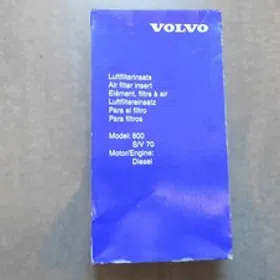 VOLVO
Luftfilterinsats
Air filter insert
Elément, filtre à air
Luftfiltereinsatz
Para el filtro
Para filtros
Model: 800
S/V 70
Motor/Engine:
Diesel